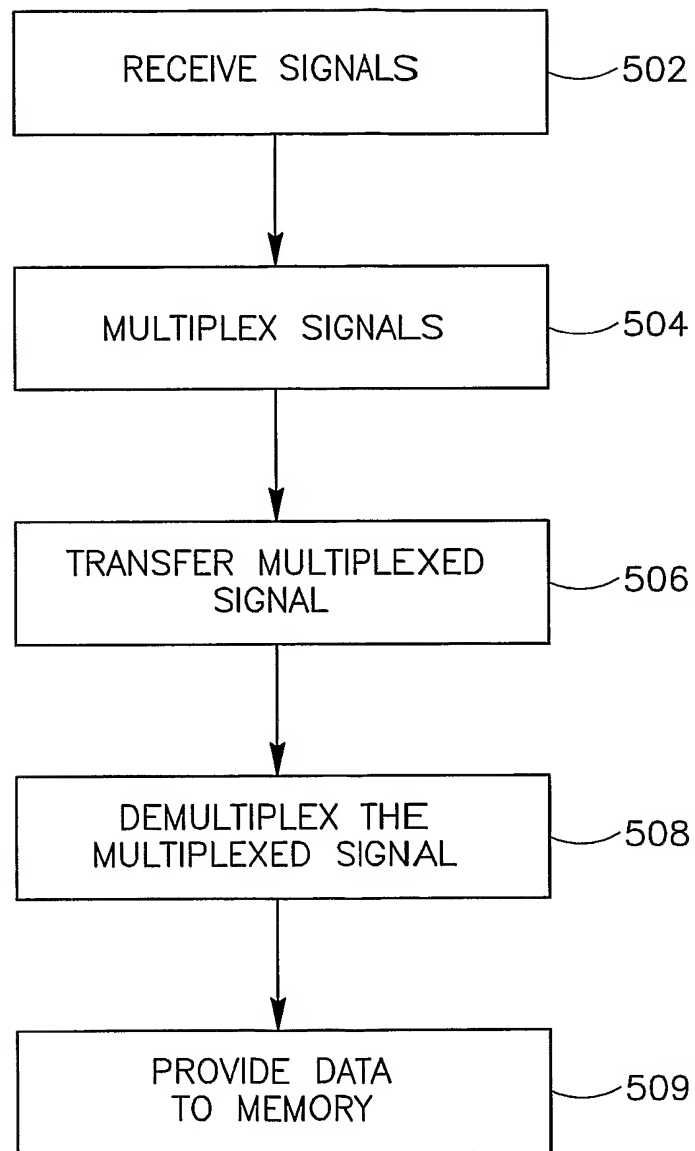 RECEIVE SIGNALS
502
MULTIPLEX SIGNALS
504
TRANSFER MULTIPLEXED
SIGNAL
506
DEMULTIPLEX THE
MULTIPLEXED SIGNAL
508
PROVIDE DATA
TO MEMORY
509